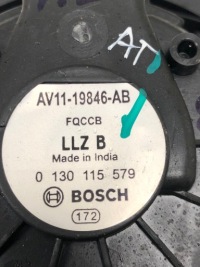 AT
AV11-19846-AB
FQCCB
LLZ B
Made in India
0 130 115 579
BOSCH
172